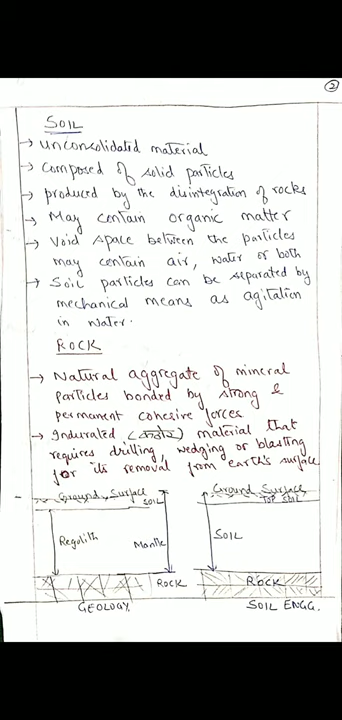 ②
SOIL
→ unconsolidated material
→ composed of solid particles
→ produced by the disintegration of rocks
→ May contain organic matter
→ Void space between the particles
may contain air, water or both
→ Soil particles can be separated by
mechanical means as agitation
in water.
ROCK
→ Natural aggregate of mineral
particles bonded by strong &
permanent cohesive forces
→ Indurated (कठोर) material that
requires drilling, wedging or blasting
for its removal from earth's surface
Ground Surface
SOIL
Regolith
Mantle
ROCK
GEOLOGY
Ground Surface
TOP SOIL
SOIL
ROCK
SOIL ENGG.